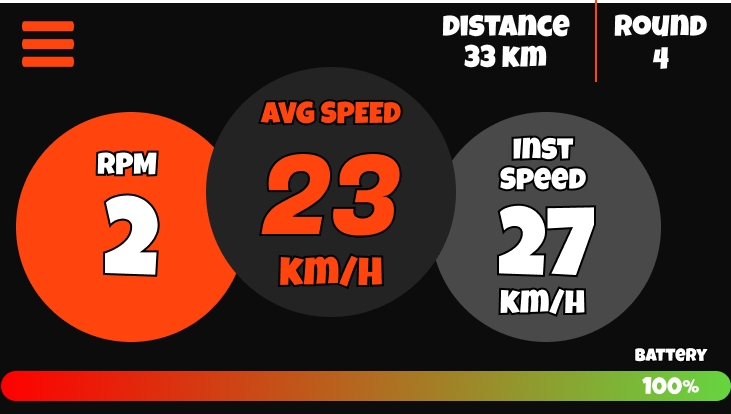 DISTANCE
33 Km
ROUND
4
RPM
2
AVG SPEED
23
Km/H
INST
SPEED
27
Km/H
BATTERY
100%